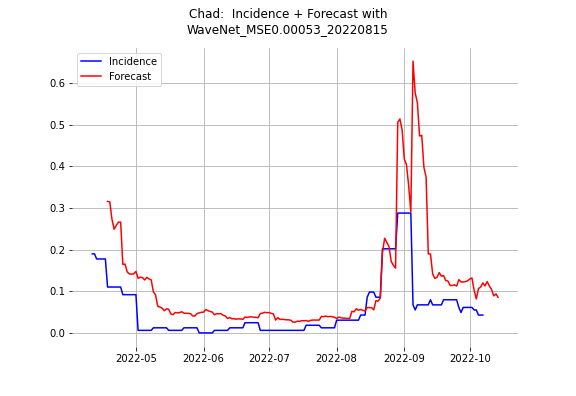 Chad:  Incidence + Forecast with
WaveNet_MSE0.00053_20220815
Incidence
Forecast
0.6
0.5
0.4
0.3
0.2
0.1
0.0
2022-05 2022-06 2022-07 2022-08 2022-09 2022-10